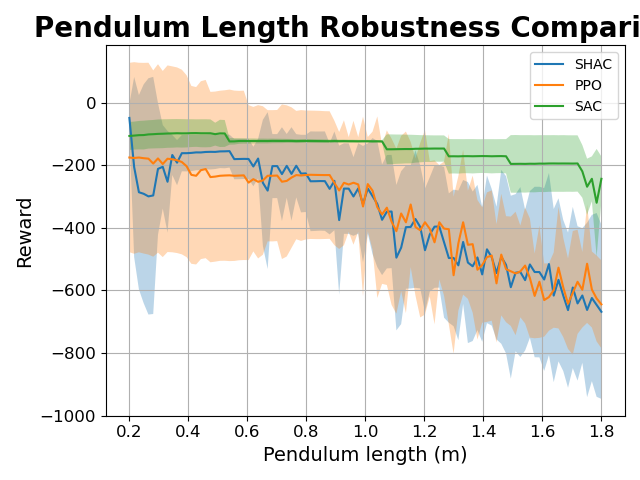 Pendulum Length Robustness Compari
SHAC
PPO
SAC
0
−200
−400
−600
−800
−1000
Reward
0.2 0.4 0.6 0.8 1.0 1.2 1.4 1.6 1.8
Pendulum length (m)